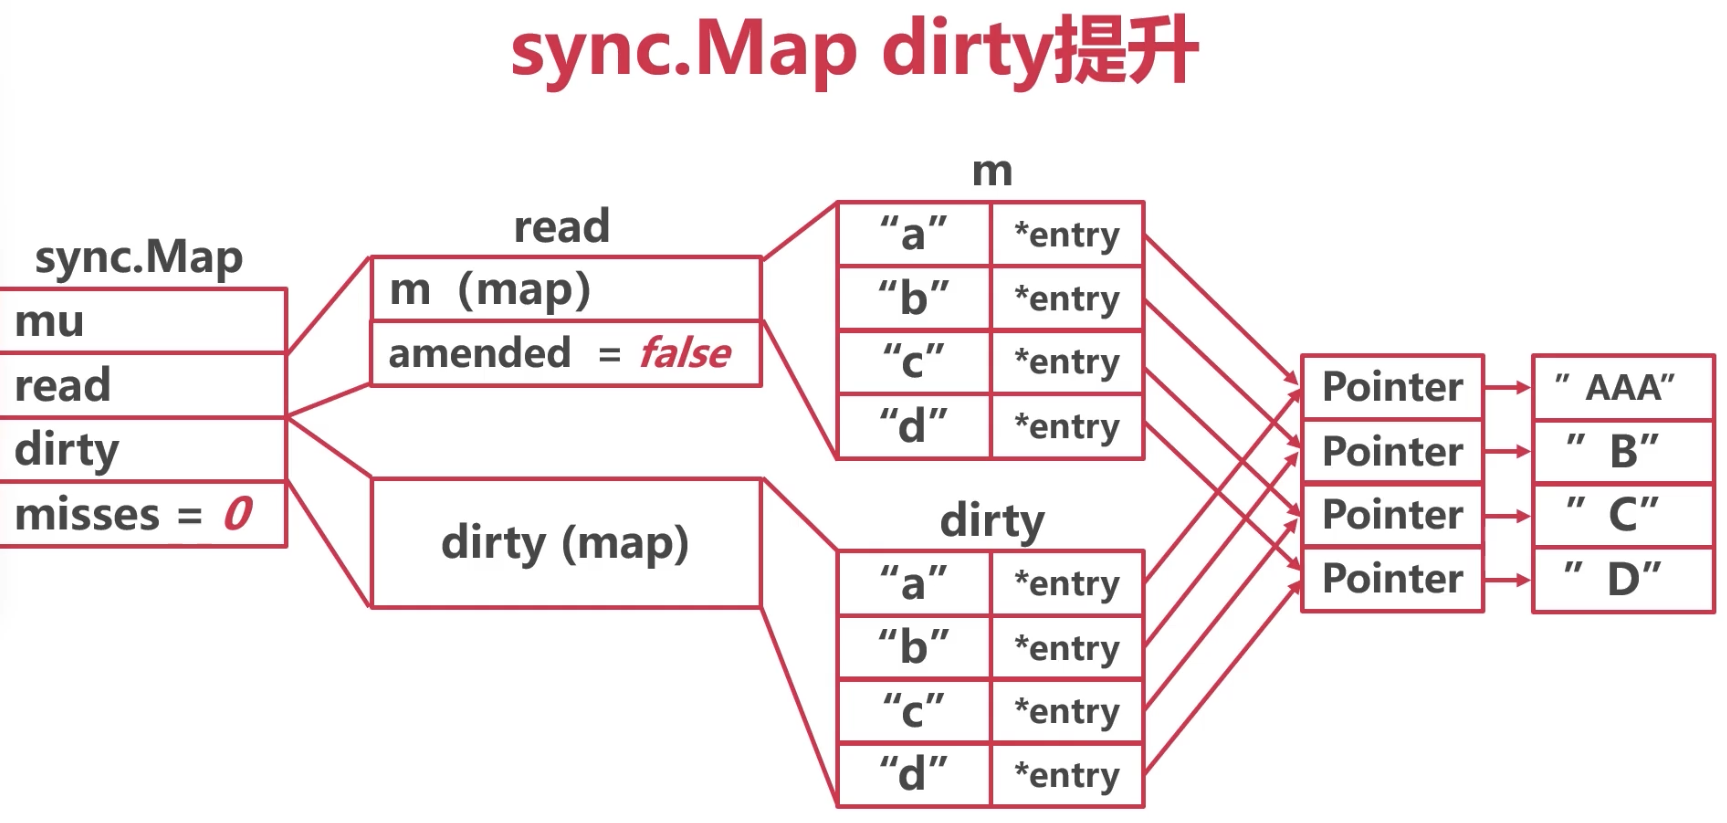 sync.Map dirty提升
sync.Map
mu
read
dirty
misses = 0
read
m (map)
amended = false
dirty (map)
m
“a” *entry
“b” *entry
“c” *entry
“d” *entry
dirty
“a” *entry
“b” *entry
“c” *entry
“d” *entry
Pointer ” AAA”
Pointer ” B”
Pointer ” C”
Pointer ” D”